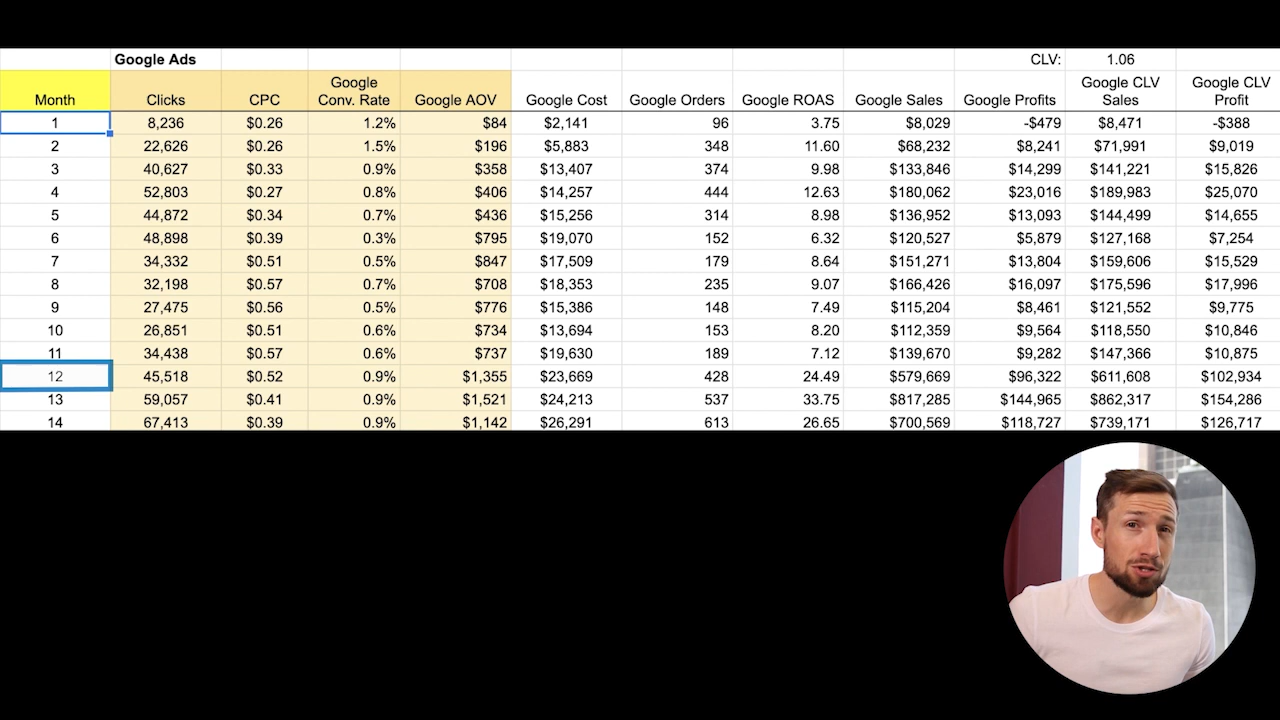 Google Ads CLV: 1.06
Month Clicks CPC Google Conv. Rate Google AOV Google Cost Google Orders Google ROAS Google Sales Google Profits Google CLV Sales Google CLV Profit
1 8,236 $0.26 1.2% $84 $2,141 96 3.75 $8,029 -$479 $8,471 -$388
2 22,626 $0.26 1.5% $196 $5,883 348 11.60 $68,232 $8,241 $71,991 $9,019
3 40,627 $0.33 0.9% $358 $13,407 374 9.98 $133,846 $14,299 $141,221 $15,826
4 52,803 $0.27 0.8% $406 $14,257 444 12.63 $180,062 $23,016 $189,983 $25,070
5 44,872 $0.34 0.7% $436 $15,256 314 8.98 $136,952 $13,093 $144,499 $14,655
6 48,898 $0.39 0.3% $795 $19,070 152 6.32 $120,527 $5,879 $127,168 $7,254
7 34,332 $0.51 0.5% $847 $17,509 179 8.64 $151,271 $13,804 $159,606 $15,529
8 32,198 $0.57 0.7% $708 $18,353 235 9.07 $166,426 $16,097 $175,596 $17,996
9 27,475 $0.56 0.5% $776 $15,386 148 7.49 $115,204 $8,461 $121,552 $9,775
10 26,851 $0.51 0.6% $734 $13,694 153 8.20 $112,359 $9,564 $118,550 $10,846
11 34,438 $0.57 0.6% $737 $19,630 189 7.12 $139,670 $9,282 $147,366 $10,875
12 45,518 $0.52 0.9% $1,355 $23,669 428 24.49 $579,669 $96,322 $611,608 $102,934
13 59,057 $0.41 0.9% $1,521 $24,213 537 33.75 $817,285 $144,965 $862,317 $154,286
14 67,413 $0.39 0.9% $1,142 $26,291 613 26.65 $700,569 $118,727 $739,171 $126,717